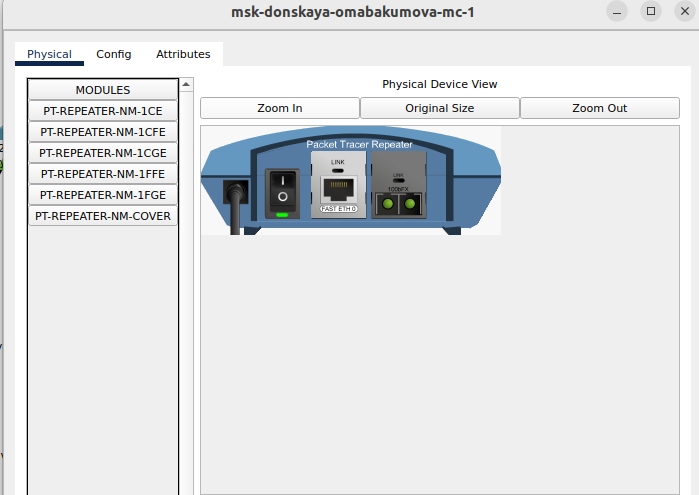 msk-donskaya-omabakumova-mc-1
Physical Config Attributes
MODULES
PT-REPEATER-NM-1CE
PT-REPEATER-NM-1CFE
PT-REPEATER-NM-1CGE
PT-REPEATER-NM-1FFE
PT-REPEATER-NM-1FGE
PT-REPEATER-NM-COVER
Physical Device View
Zoom In Original Size Zoom Out
Packet Tracer Repeater
LINK
FAST ETH 0
LINK
100bFX